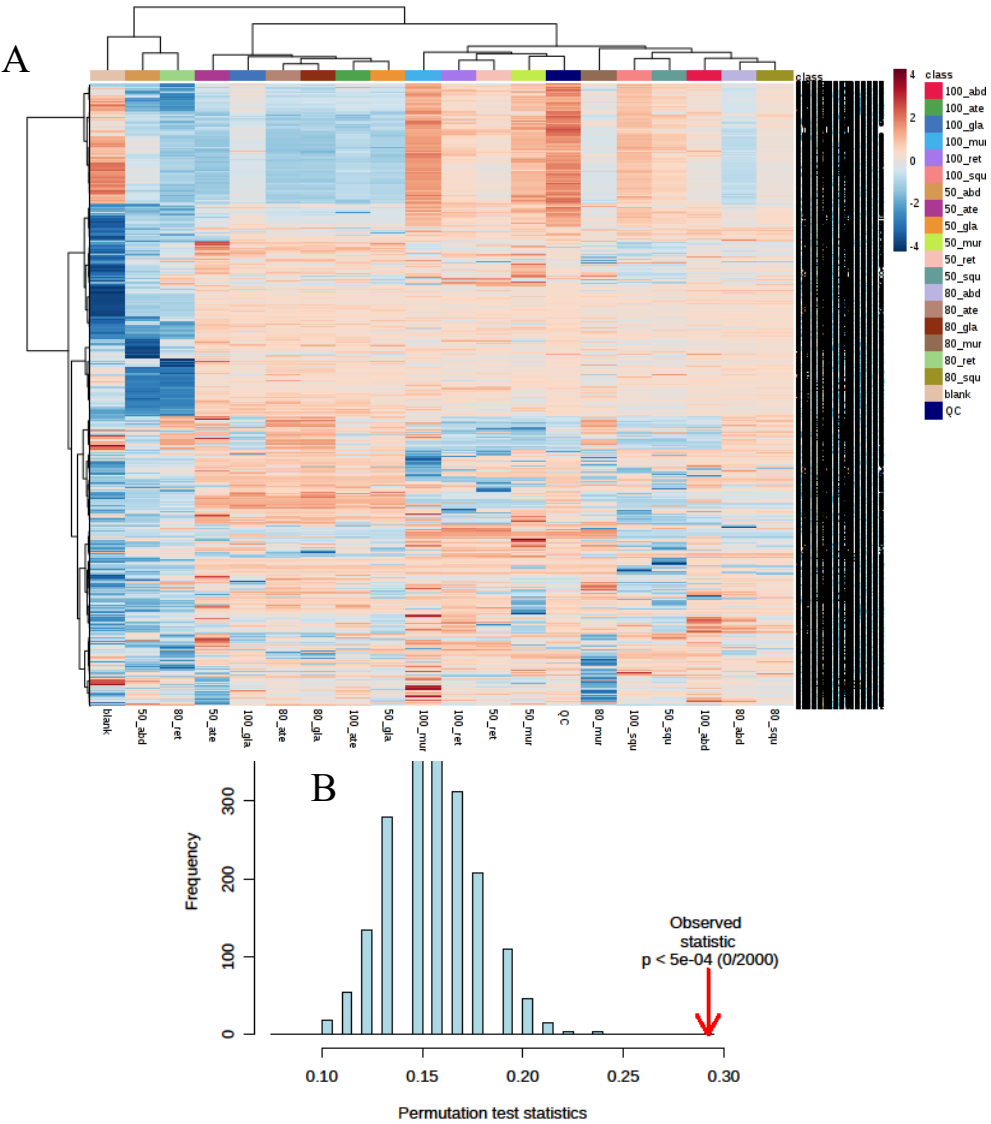 A
class
4
2
0
-2
-4
class
100_abd
100_ate
100_gla
100_mur
100_ret
100_squ
50_abd
50_ate
50_gla
50_mur
50_ret
50_squ
80_abd
80_ate
80_gla
80_mur
80_ret
80_squ
blank
QC
blank
50_abd
80_ret
50_ate
100_gla
80_ate
80_gla
100_ate
50_gla
100_mur
100_ret
50_ret
50_mur
QC
80_mur
100_squ
50_squ
100_abd
80_abd
80_squ
B
Frequency
300
200
100
0
Observed
statistic
p < 5e-04 (0/2000)
0.10
0.15
0.20
0.25
0.30
Permutation test statistics